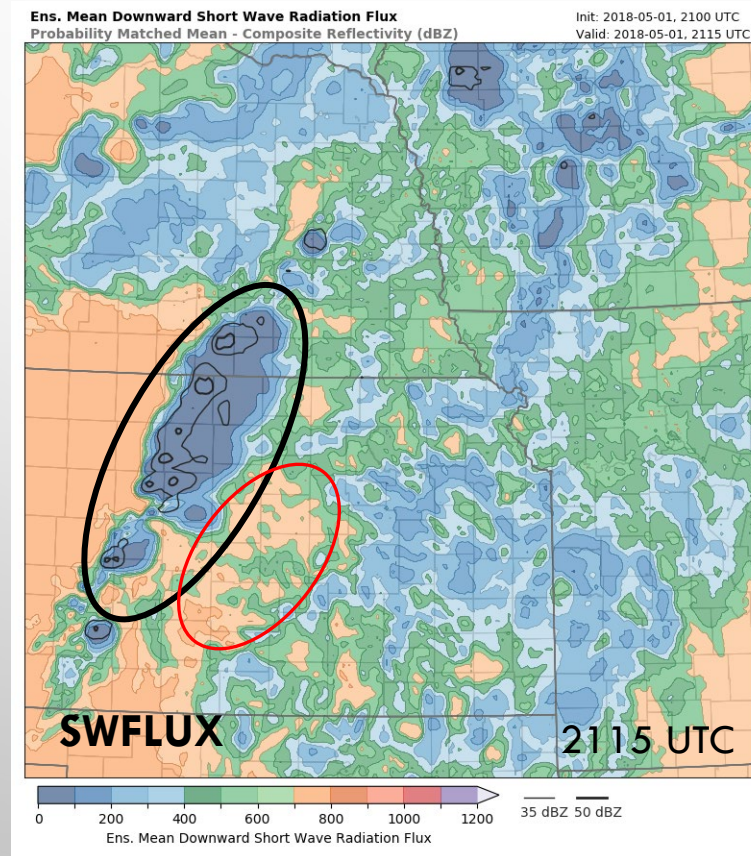 Ens. Mean Downward Short Wave Radiation Flux
Probability Matched Mean - Composite Reflectivity (dBZ)
Init: 2018-05-01, 2100 UTC
Valid: 2018-05-01, 2115 UTC
SWFLUX
2115 UTC
0 200 400 600 800 1000 1200
35 dBZ 50 dBZ
Ens. Mean Downward Short Wave Radiation Flux